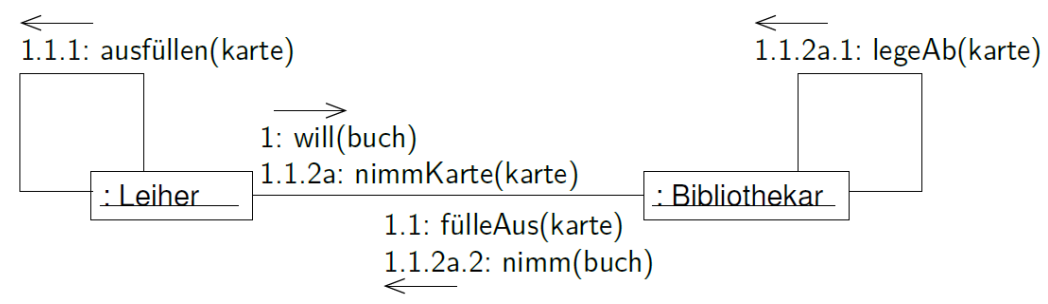 1.1.1: ausfüllen(karte)
1.1.2a.1: legeAb(karte)
1: will(buch)
1.1.2a: nimmKarte(karte)
: Leiher
: Bibliothekar
1.1: fülleAus(karte)
1.1.2a.2: nimm(buch)